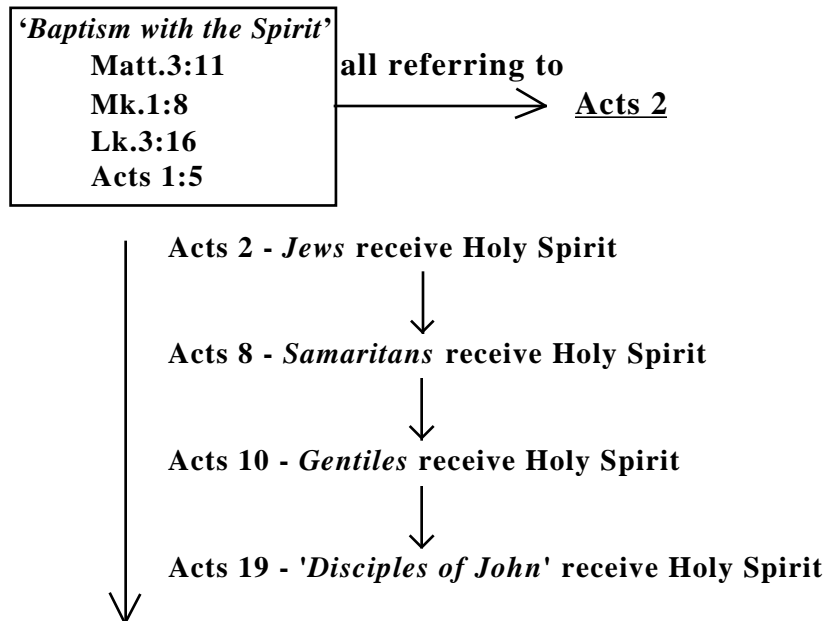 ‘Baptism with the Spirit’
Matt.3:11
Mk.1:8
Lk.3:16
Acts 1:5
all referring to
Acts 2
Acts 2 - Jews receive Holy Spirit
Acts 8 - Samaritans receive Holy Spirit
Acts 10 - Gentiles receive Holy Spirit
Acts 19 - 'Disciples of John' receive Holy Spirit